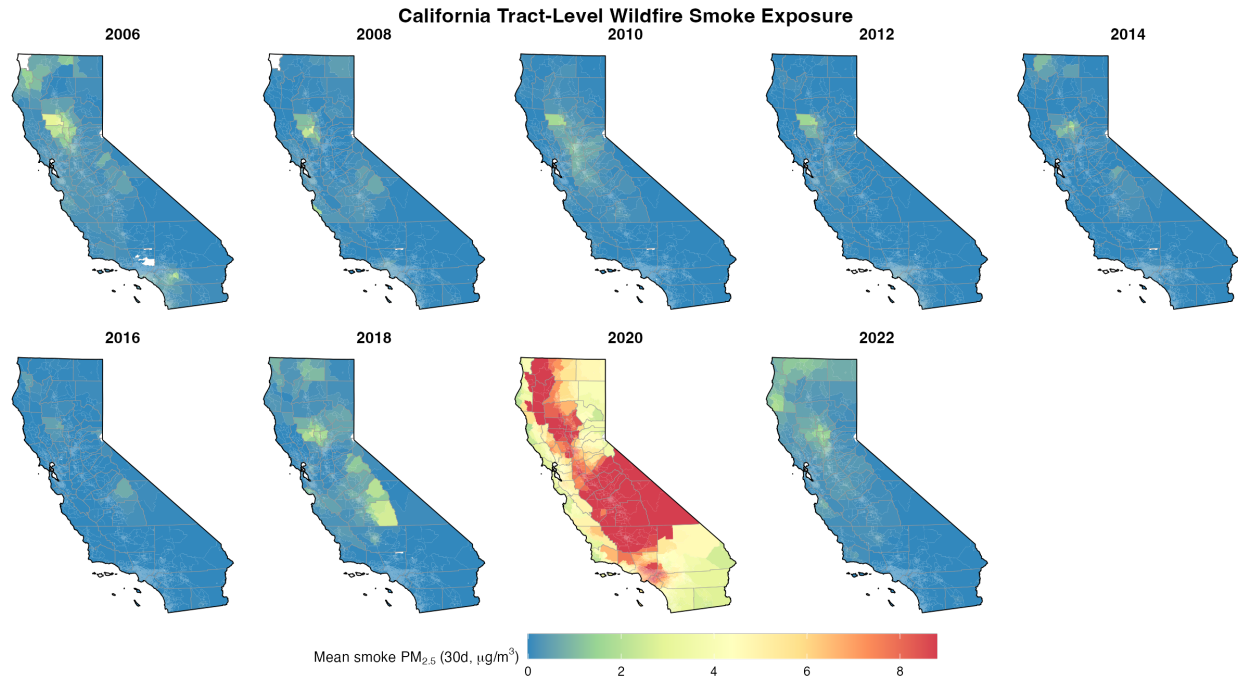 California Tract-Level Wildfire Smoke Exposure
2006 2008 2010 2012 2014
2016 2018 2020 2022
Mean smoke PM₂.₅ (30d, μg/m³)
0 2 4 6 8